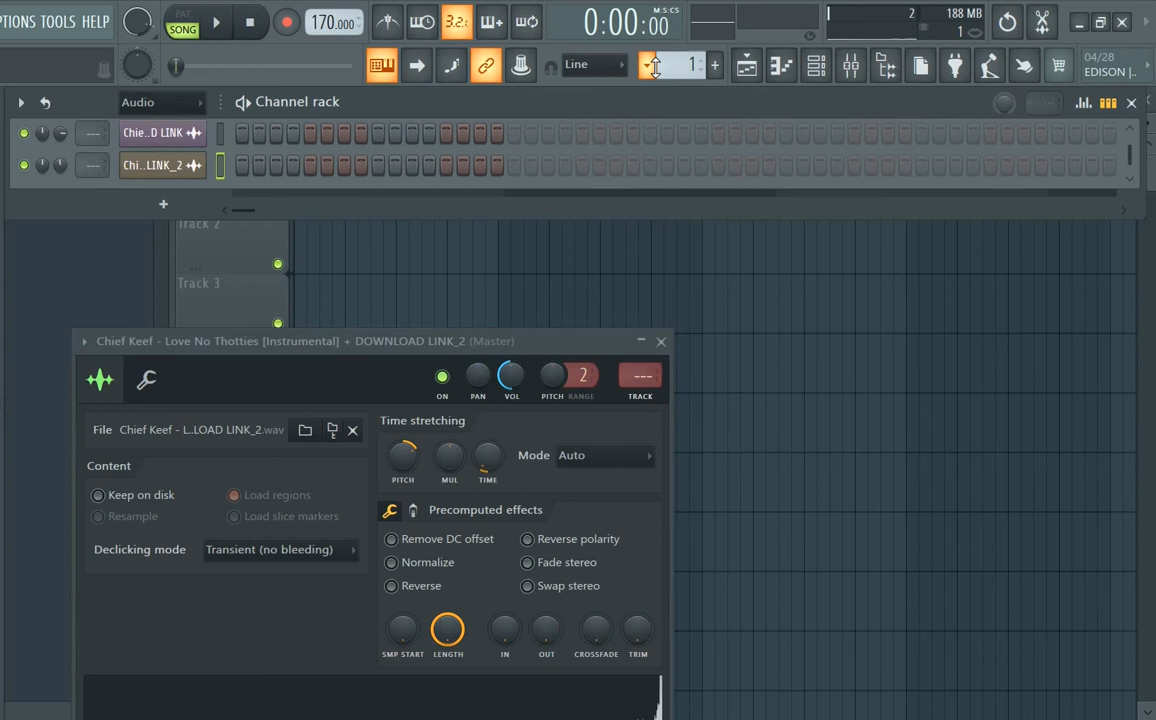 PTIONS TOOLS HELP
PAT
SONG
170.000
3.2.
0:00:00
M:S:CS
2
188 MB
1
Line
1
04/28
EDISON |..
Audio
Channel rack
---
Chie..D LINK
---
Chi..LINK_2
Track 2
...
Track 3
Chief Keef - Love No Thotties [Instrumental] + DOWNLOAD LINK_2 (Master)
2
---
ON
PAN
VOL
PITCH
RANGE
TRACK
File
Chief Keef - L..LOAD LINK_2.wav
Content
Keep on disk
Load regions
Resample
Load slice markers
Declicking mode
Transient (no bleeding)
Time stretching
PITCH
MUL
TIME
Mode
Auto
Precomputed effects
Remove DC offset
Reverse polarity
Normalize
Fade stereo
Reverse
Swap stereo
SMP START
LENGTH
IN
OUT
CROSSFADE
TRIM